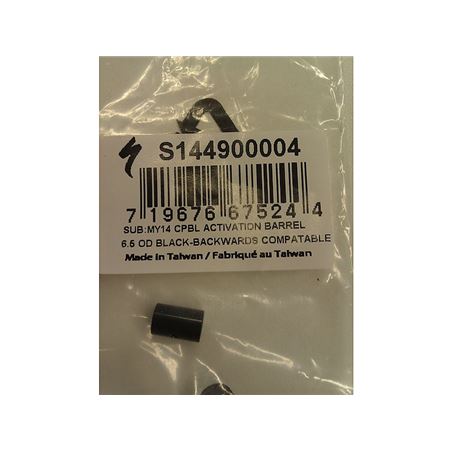 S144900004
7 19676 67524 4
SUB:MY14 CPBL ACTIVATION BARREL
6.5 OD BLACK-BACKWARDS COMPATABLE
Made in Taiwan / Fabriqué au Taiwan